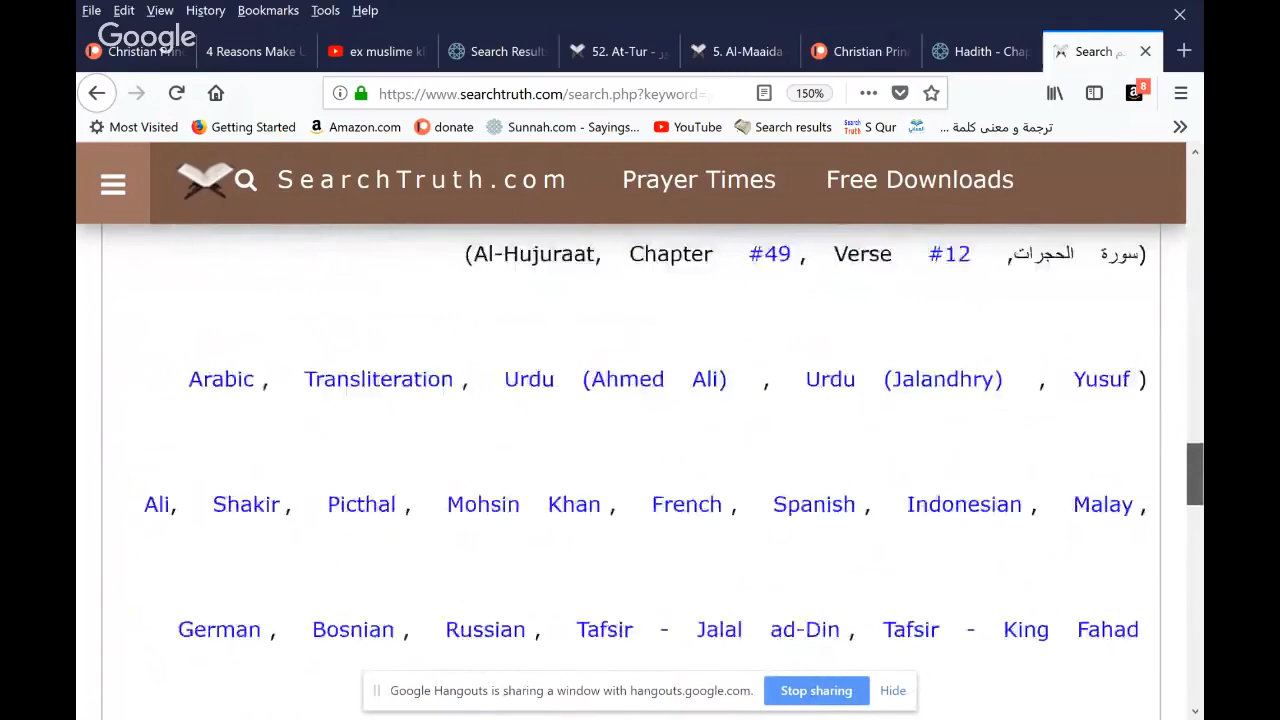 File Edit View History Bookmarks Tools Help
Google
Christian Prin 4 Reasons Make ex muslime k Search Result 52. At-Tur - 5. Al-Maaida Christian Prin Hadith - Chap Search
https://www.searchtruth.com/search.php?keyword= 150% 8
Most Visited Getting Started Amazon.com donate Sunnah.com - Sayings... YouTube Search results Search Truth S Qur ترجمة و معنى كلمة ...
SearchTruth.com Prayer Times Free Downloads
(Al-Hujuraat, Chapter #49 , Verse #12 ,سورة الحجرات)
Arabic , Transliteration , Urdu (Ahmed Ali) , Urdu (Jalandhry) , Yusuf )
Ali, Shakir , Picthal , Mohsin Khan , French , Spanish , Indonesian , Malay ,
German , Bosnian , Russian , Tafsir - Jalal ad-Din , Tafsir - King Fahad
Google Hangouts is sharing a window with hangouts.google.com. Stop sharing Hide